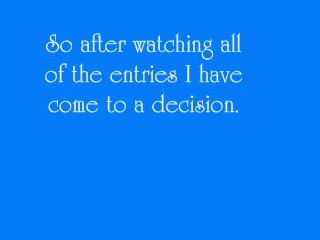 So after watching all
of the entries I have
come to a decision.